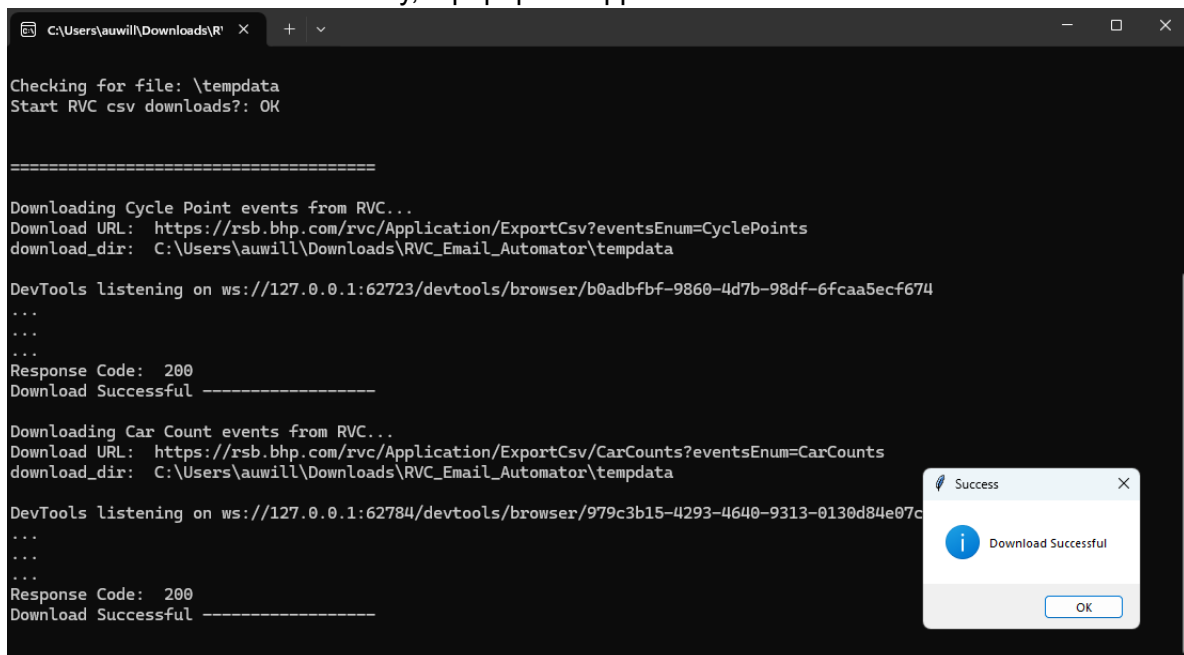 C:\Users\auwill\Downloads\R
Checking for file: \tempdata
Start RVC csv downloads?: OK
======================================
Downloading Cycle Point events from RVC...
Download URL:  https://rsb.bhp.com/rvc/Application/ExportCsv?eventsEnum=CyclePoints
download_dir:  C:\Users\auwill\Downloads\RVC_Email_Automator\tempdata
DevTools listening on ws://127.0.0.1:62723/devtools/browser/b0adbfbf-9860-4d7b-98df-6fcaa5ecf674
...
...
...
Response Code:  200
Download Successful ------------------
Downloading Car Count events from RVC...
Download URL:  https://rsb.bhp.com/rvc/Application/ExportCsv/CarCounts?eventsEnum=CarCounts
download_dir:  C:\Users\auwill\Downloads\RVC_Email_Automator\tempdata
DevTools listening on ws://127.0.0.1:62784/devtools/browser/979c3b15-4293-4640-9313-0130d84e07c
...
...
...
Response Code:  200
Download Successful ------------------
Success
Download Successful
OK